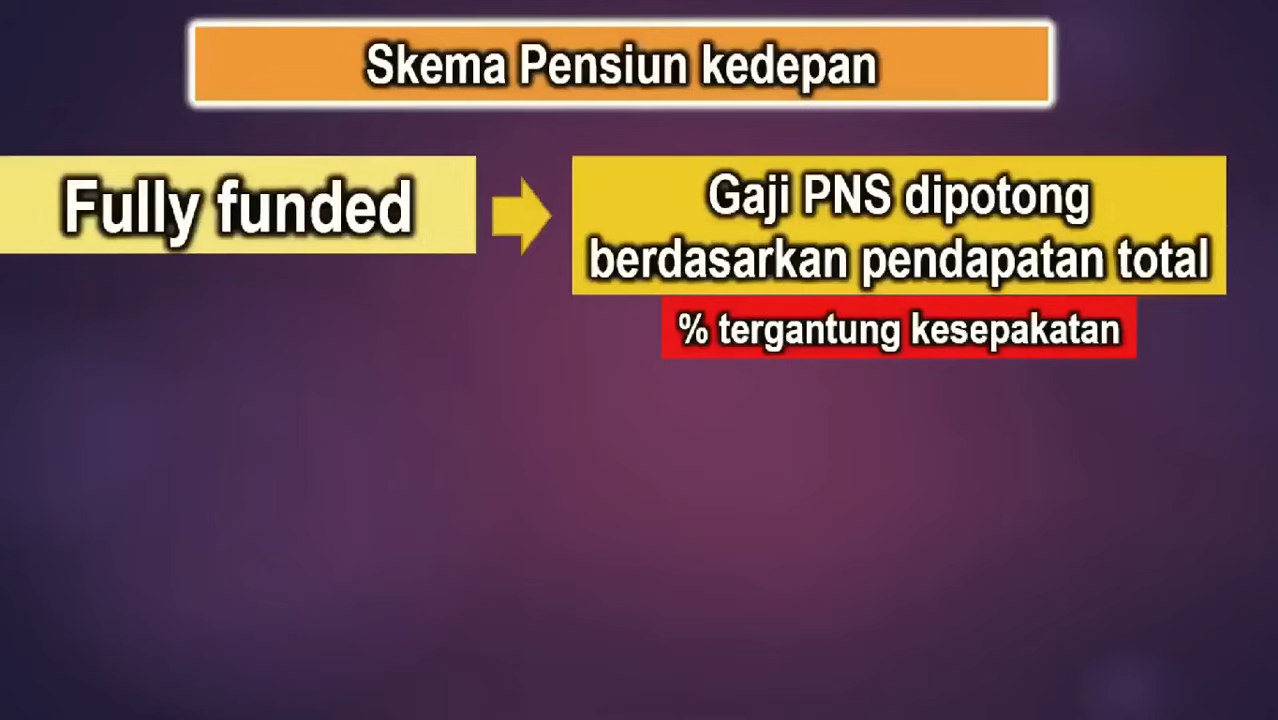 Skema Pensiun kedepan
Fully funded
Gaji PNS dipotong
berdasarkan pendapatan total
% tergantung kesepakatan